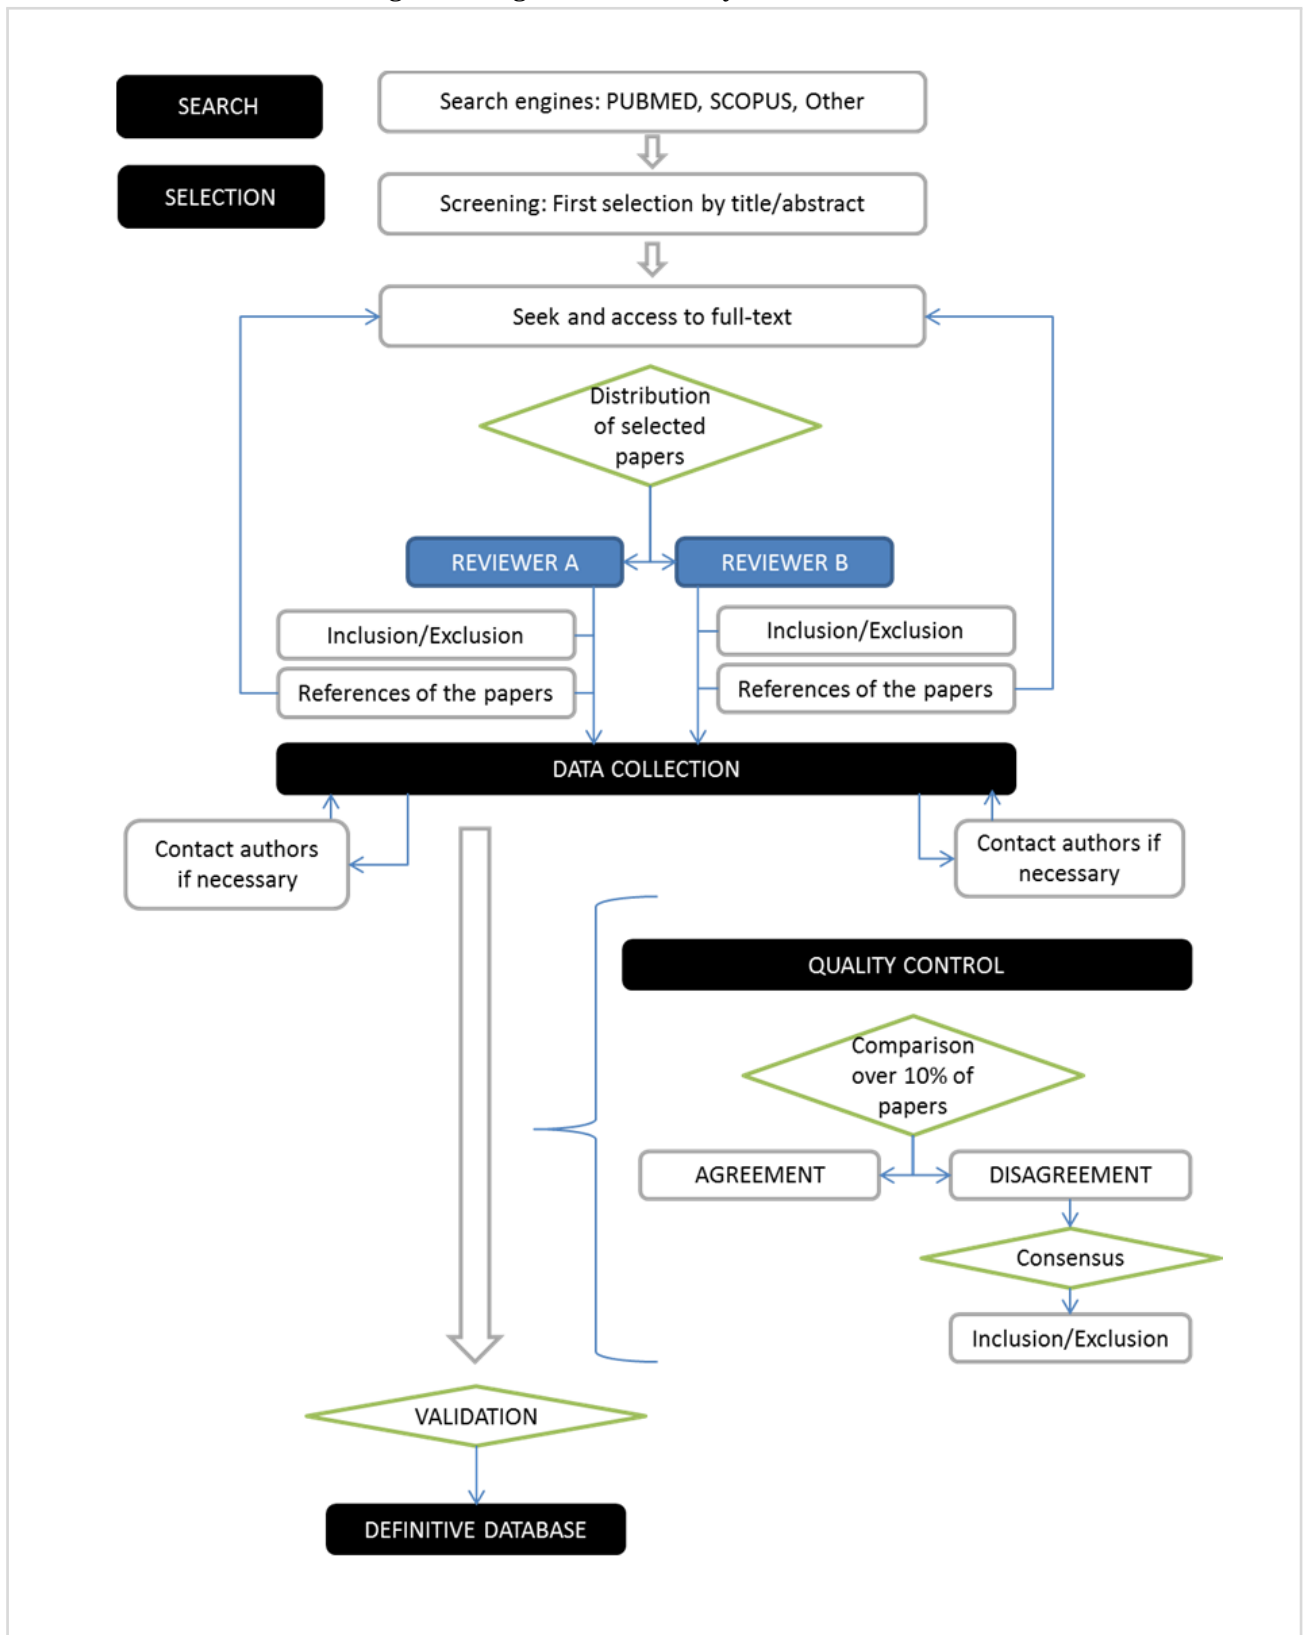 SEARCH
Search engines: PUBMED, SCOPUS, Other
SELECTION
Screening: First selection by title/abstract
Seek and access to full-text
Distribution
of selected
papers
REVIEWER A
REVIEWER B
Inclusion/Exclusion
Inclusion/Exclusion
References of the papers
References of the papers
DATA COLLECTION
Contact authors
if necessary
Contact authors if
necessary
QUALITY CONTROL
Comparison
over 10% of
papers
AGREEMENT
DISAGREEMENT
Consensus
Inclusion/Exclusion
VALIDATION
DEFINITIVE DATABASE